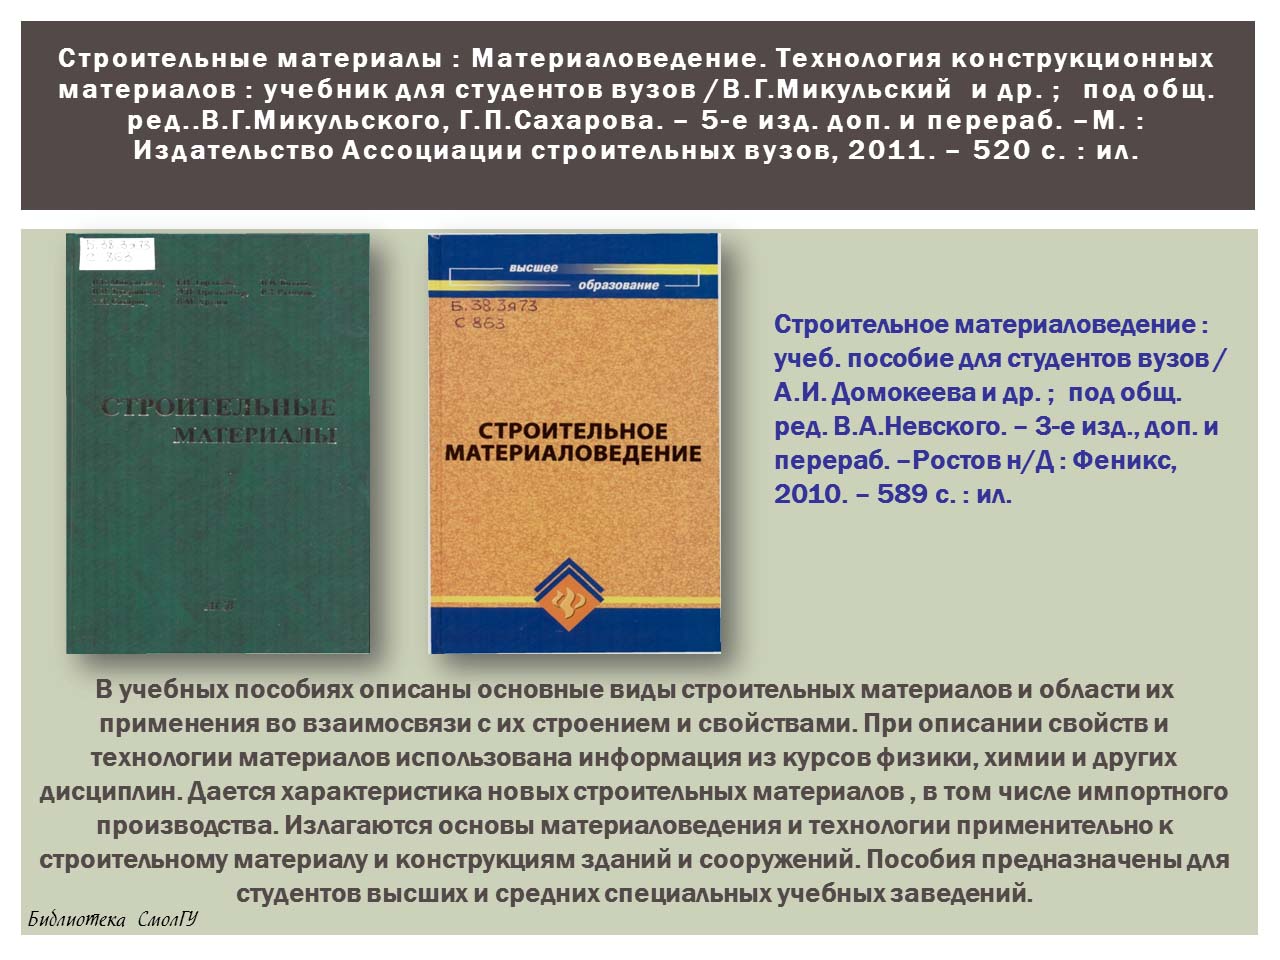 Строительные материалы : Материаловедение. Технология конструкционных
материалов : учебник для студентов вузов /В.Г.Микульский и др. ; под общ.
ред..В.Г.Микульского, Г.П.Сахарова. – 5-е изд. доп. и перераб. –М. :
Издательство Ассоциации строительных вузов, 2011. – 520 с. : ил.
Б.38.3я73
С 863
СТРОИТЕЛЬНЫЕ
МАТЕРИАЛЫ
высшее
образование
Б.38.3я73
С 863
СТРОИТЕЛЬНОЕ
МАТЕРИАЛОВЕДЕНИЕ
Строительное материаловедение :
учеб. пособие для студентов вузов /
А.И. Домокеева и др. ; под общ.
ред. В.А.Невского. – 3-е изд., доп. и
перераб. –Ростов н/Д : Феникс,
2010. – 589 с. : ил.
В учебных пособиях описаны основные виды строительных материалов и области их
применения во взаимосвязи с их строением и свойствами. При описании свойств и
технологии материалов использована информация из курсов физики, химии и других
дисциплин. Дается характеристика новых строительных материалов , в том числе импортного
производства. Излагаются основы материаловедения и технологии применительно к
строительному материалу и конструкциям зданий и сооружений. Пособия предназначены для
студентов высших и средних специальных учебных заведений.
Библиотека СмолГУ